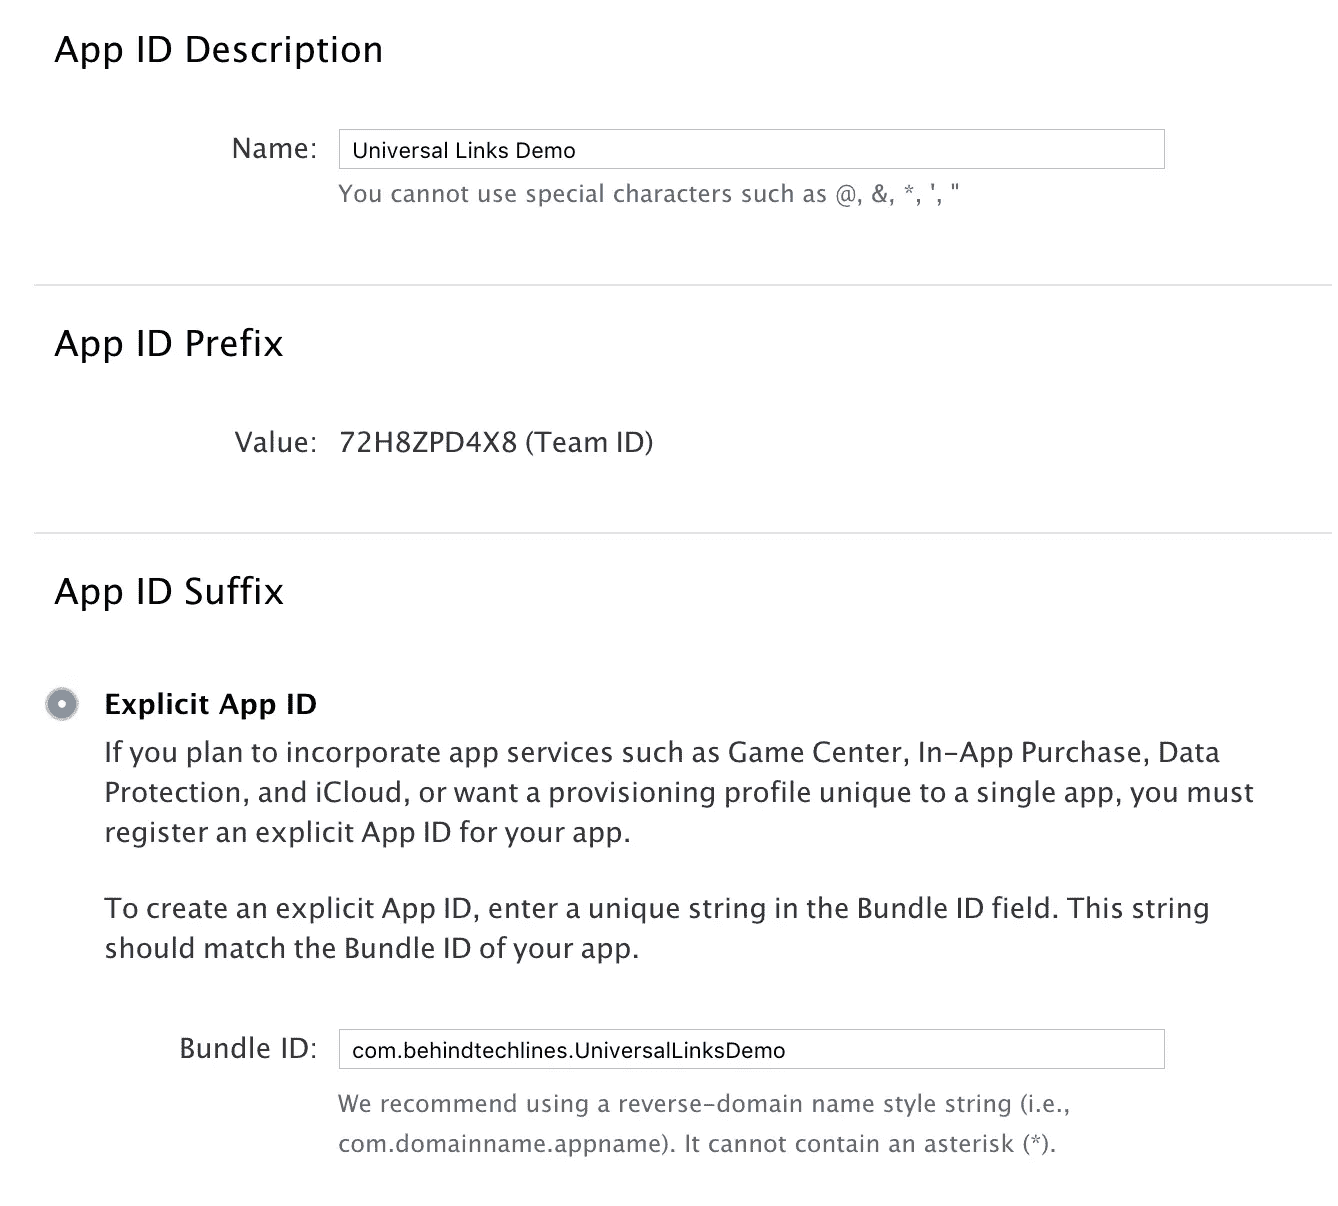 App ID Description
Name: Universal Links Demo
You cannot use special characters such as @, &, *, ', "
App ID Prefix
Value: 72H8ZPD4X8 (Team ID)
App ID Suffix
Explicit App ID
If you plan to incorporate app services such as Game Center, In-App Purchase, Data
Protection, and iCloud, or want a provisioning profile unique to a single app, you must
register an explicit App ID for your app.
To create an explicit App ID, enter a unique string in the Bundle ID field. This string
should match the Bundle ID of your app.
Bundle ID: com.behindtechlines.UniversalLinksDemo
We recommend using a reverse-domain name style string (i.e.,
com.domainname.appname). It cannot contain an asterisk (*).